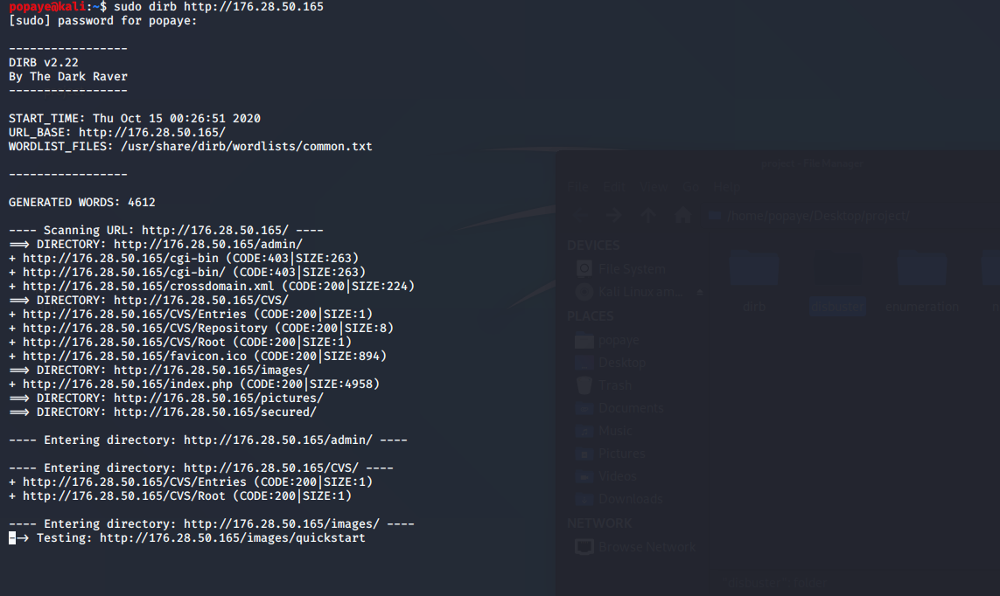 popaye@kali:~$ sudo dirb http://176.28.50.165
[sudo] password for popaye:
-----------------
DIRB v2.22
By The Dark Raver
-----------------
START_TIME: Thu Oct 15 00:26:51 2020
URL_BASE: http://176.28.50.165/
WORDLIST_FILES: /usr/share/dirb/wordlists/common.txt
-----------------
GENERATED WORDS: 4612
---- Scanning URL: http://176.28.50.165/ ----
==> DIRECTORY: http://176.28.50.165/admin/
+ http://176.28.50.165/cgi-bin (CODE:403|SIZE:263)
+ http://176.28.50.165/cgi-bin/ (CODE:403|SIZE:263)
+ http://176.28.50.165/crossdomain.xml (CODE:200|SIZE:224)
==> DIRECTORY: http://176.28.50.165/CVS/
+ http://176.28.50.165/CVS/Entries (CODE:200|SIZE:1)
+ http://176.28.50.165/CVS/Repository (CODE:200|SIZE:8)
+ http://176.28.50.165/CVS/Root (CODE:200|SIZE:1)
+ http://176.28.50.165/favicon.ico (CODE:200|SIZE:894)
==> DIRECTORY: http://176.28.50.165/images/
+ http://176.28.50.165/index.php (CODE:200|SIZE:4958)
==> DIRECTORY: http://176.28.50.165/pictures/
==> DIRECTORY: http://176.28.50.165/secured/
---- Entering directory: http://176.28.50.165/admin/ ----
---- Entering directory: http://176.28.50.165/CVS/ ----
+ http://176.28.50.165/CVS/Entries (CODE:200|SIZE:1)
+ http://176.28.50.165/CVS/Root (CODE:200|SIZE:1)
---- Entering directory: http://176.28.50.165/images/ ----
--> Testing: http://176.28.50.165/images/quickstart
project - File Manager
File Edit View Go Help
/home/popaye/Desktop/project/
DEVICES
File System
Kali Linux am...
PLACES
popaye
Desktop
Trash
Documents
Music
Pictures
Videos
Downloads
NETWORK
Browse Network
dirb
dirbuster
enumeration
"dirbuster": folder